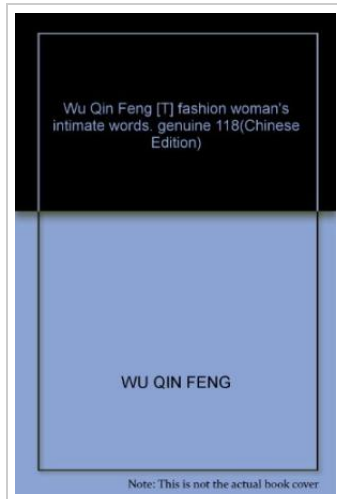 Wu Qin Feng [T] fashion woman's
intimate words. genuine 118(Chinese
Edition)
WU QIN FENG
Note: This is not the actual book cover